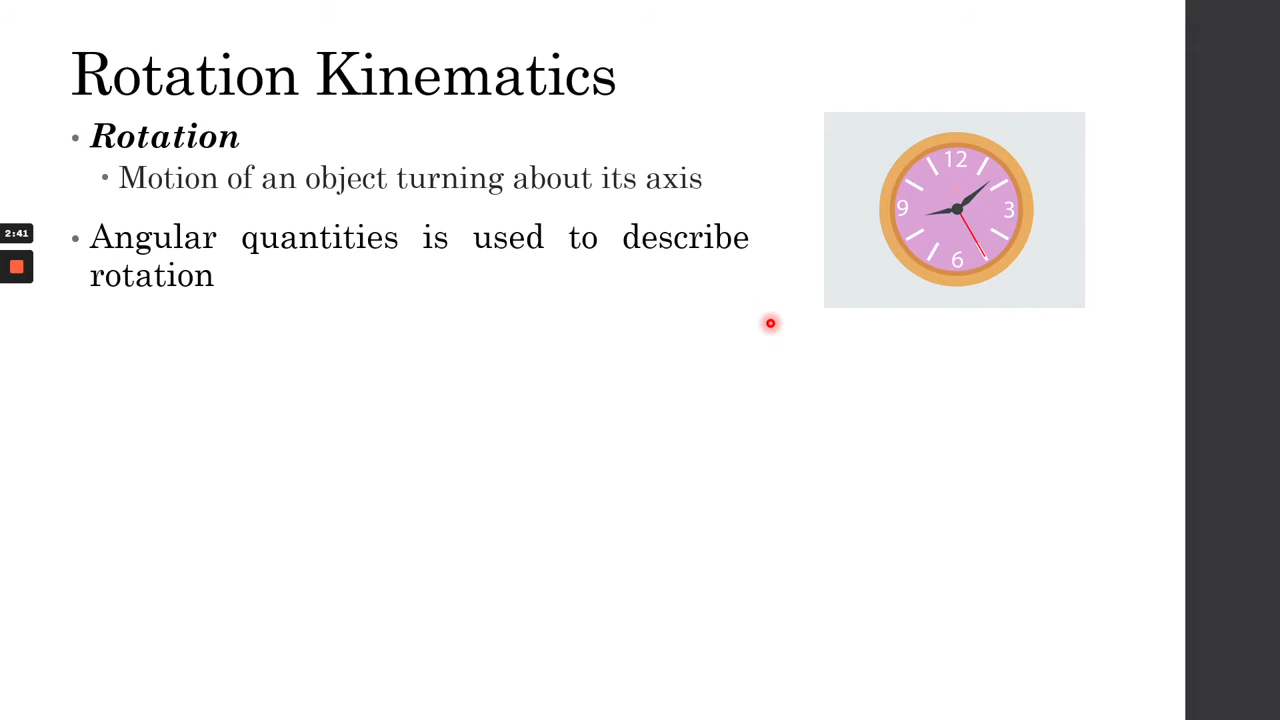 Rotation Kinematics
• Rotation
• Motion of an object turning about its axis
• Angular quantities is used to describe
rotation
2:41
12
9
3
6